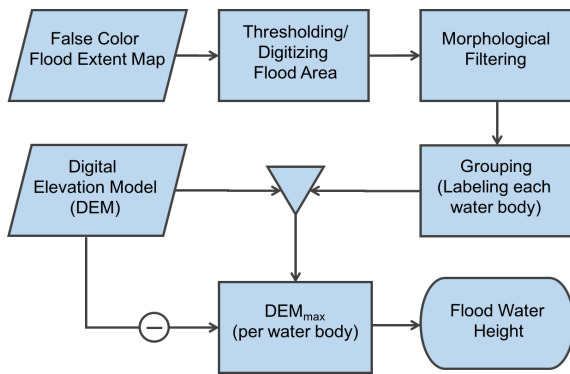 False Color
Flood Extent Map
Thresholding/
Digitizing
Flood Area
Morphological
Filtering
Digital
Elevation Model
(DEM)
Grouping
(Labeling each
water body)
−
DEMmax
(per water body)
Flood Water
Height